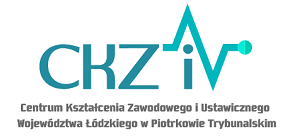 CKZiU
Centrum Kształcenia Zawodowego i Ustawicznego
Województwa Łódzkiego w Piotrkowie Trybunalskim